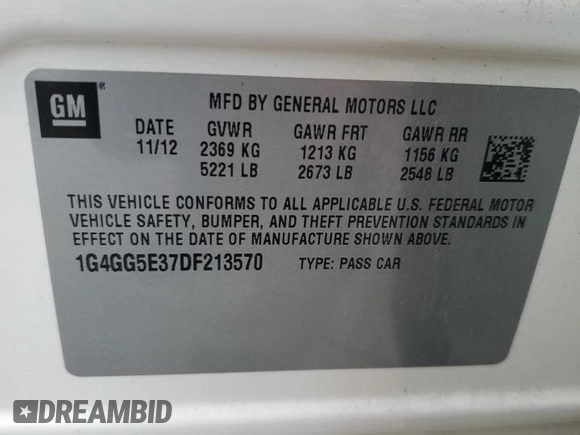 GM ®
MFD BY GENERAL MOTORS LLC
DATE GVWR GAWR FRT GAWR RR
11/12 2369 KG 1213 KG 1156 KG
5221 LB 2673 LB 2548 LB
THIS VEHICLE CONFORMS TO ALL APPLICABLE U.S. FEDERAL MOTOR
VEHICLE SAFETY, BUMPER, AND THEFT PREVENTION STANDARDS IN
EFFECT ON THE DATE OF MANUFACTURE SHOWN ABOVE.
1G4GG5E37DF213570 TYPE: PASS CAR
DREAMBID